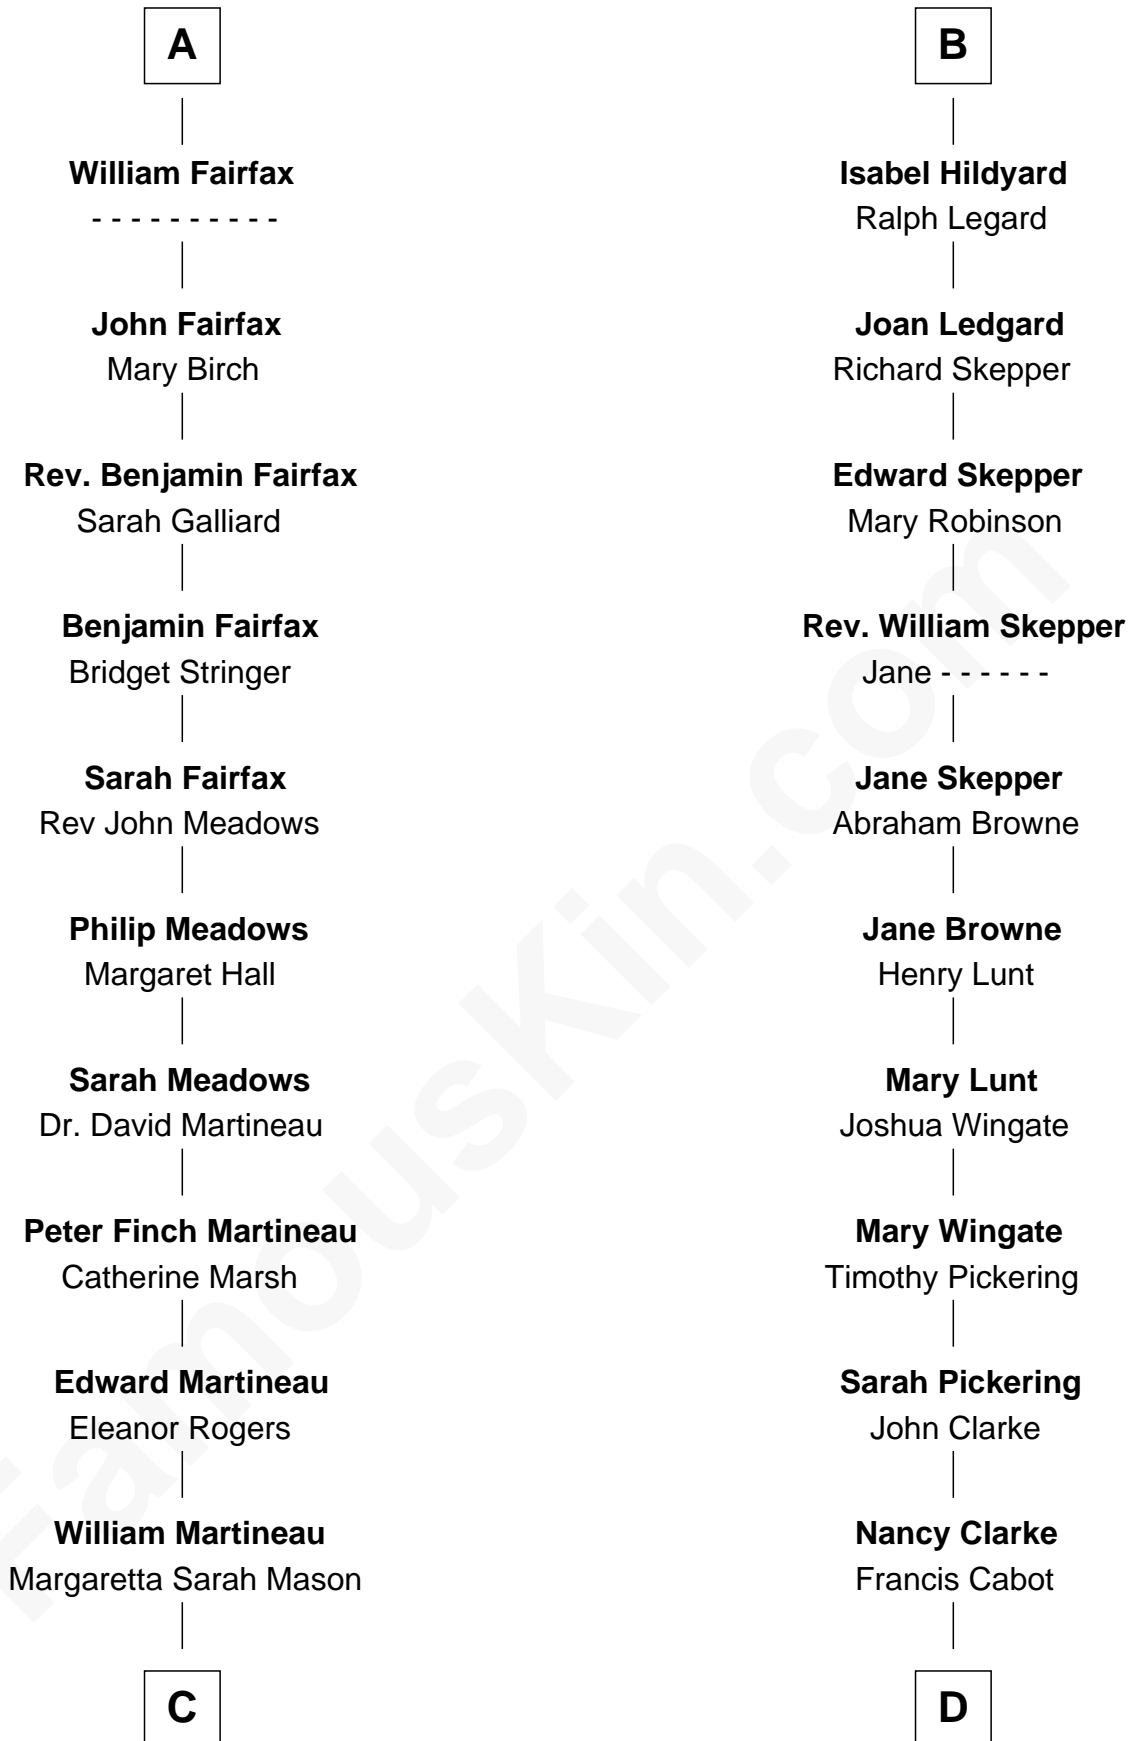 A
William Fairfax
- - - - - - - - - -
John Fairfax
Mary Birch
Rev. Benjamin Fairfax
Sarah Galliard
Benjamin Fairfax
Bridget Stringer
Sarah Fairfax
Rev John Meadows
Philip Meadows
Margaret Hall
Sarah Meadows
Dr. David Martineau
Peter Finch Martineau
Catherine Marsh
Edward Martineau
Eleanor Rogers
William Martineau
Margaretta Sarah Mason
C
B
Isabel Hildyard
Ralph Legard
Joan Ledgard
Richard Skepper
Edward Skepper
Mary Robinson
Rev. William Skepper
Jane - - - - - -
Jane Skepper
Abraham Browne
Jane Browne
Henry Lunt
Mary Lunt
Joshua Wingate
Mary Wingate
Timothy Pickering
Sarah Pickering
John Clarke
Nancy Clarke
Francis Cabot
D
FamousKin.com